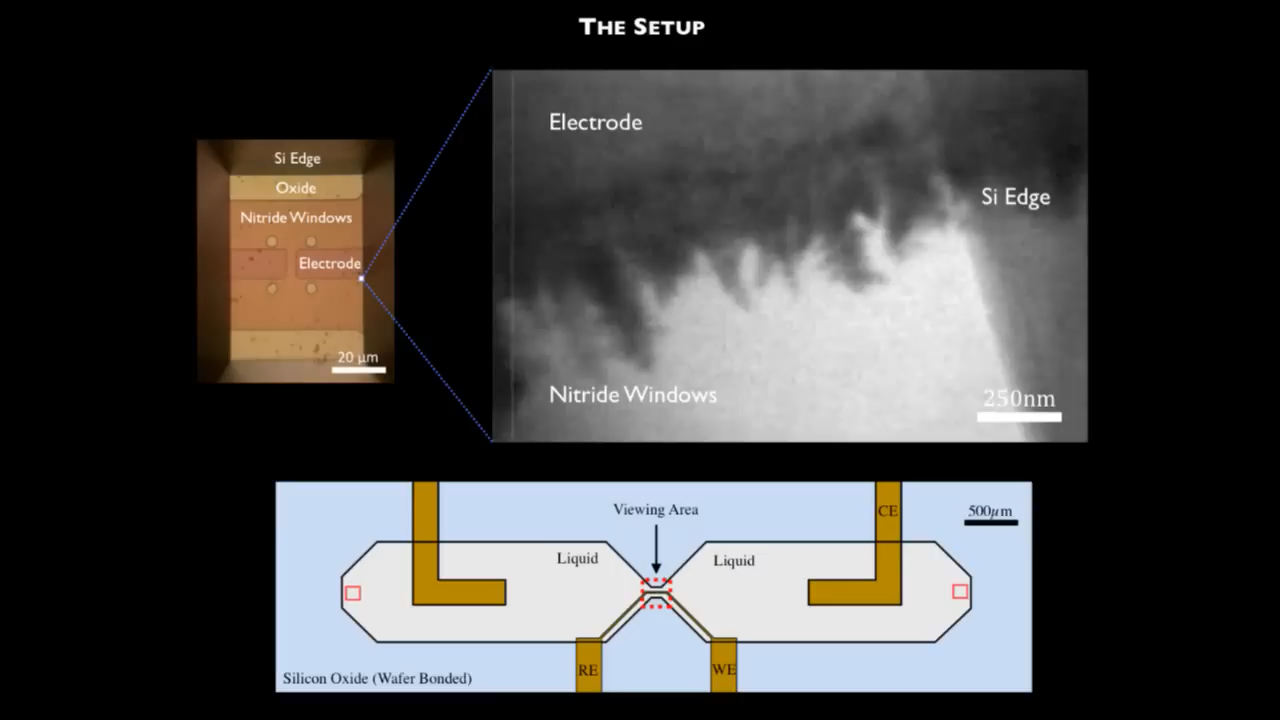 THE SETUP
Si Edge
Oxide
Nitride Windows
Electrode
20 μm
Electrode
Si Edge
Nitride Windows
250nm
Viewing Area
CE
500μm
Liquid
Liquid
RE
WE
Silicon Oxide (Wafer Bonded)